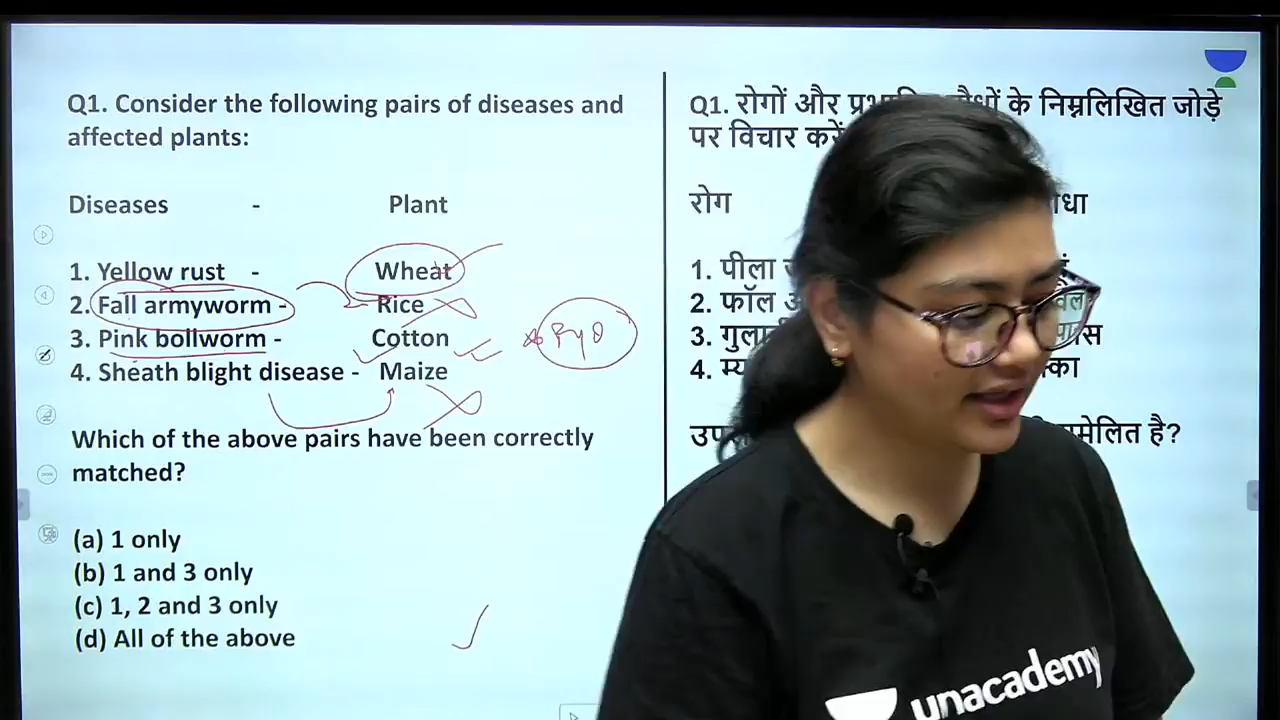 Q1. Consider the following pairs of diseases and
affected plants:
Diseases - Plant
1. Yellow rust - Wheat
2. Fall armyworm - Rice
3. Pink bollworm - Cotton
4. Sheath blight disease - Maize
Which of the above pairs have been correctly
matched?
(a) 1 only
(b) 1 and 3 only
(c) 1, 2 and 3 only
(d) All of the above
Q1. रोगों और के निम्नलिखित जोड़े
पर विचार करें
रोग
1. पीला
2. फॉल
3.
4.
है?
unacademy